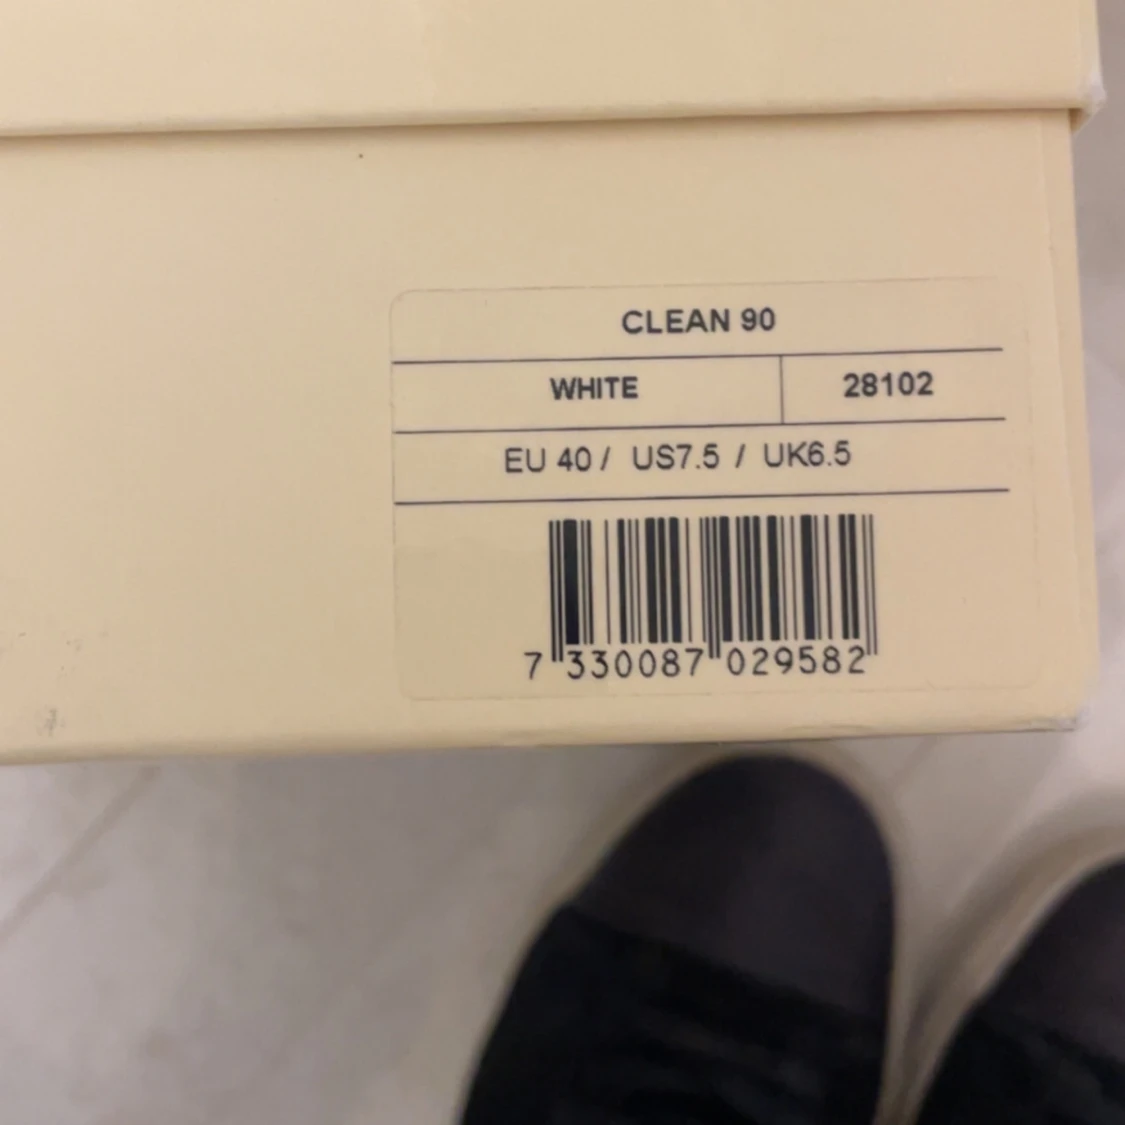 CLEAN 90
WHITE 28102
EU 40 / US7.5 / UK6.5
7 330087 029582